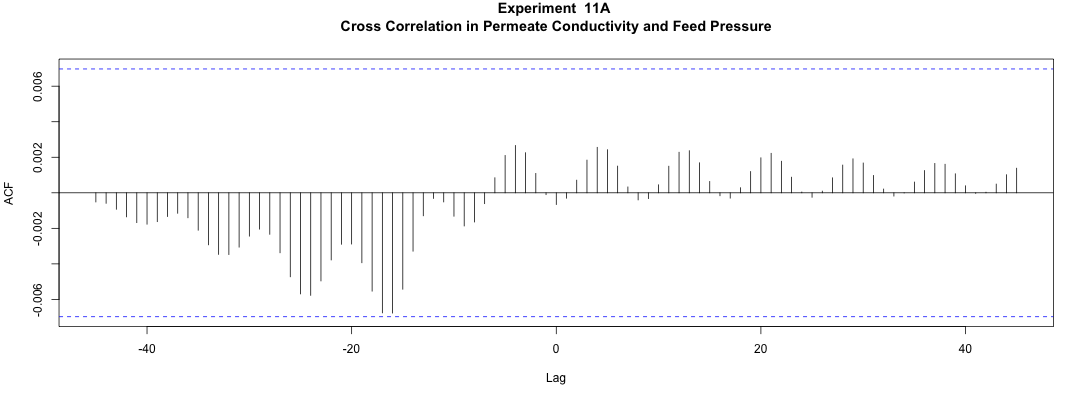 Experiment 11A
Cross Correlation in Permeate Conductivity and Feed Pressure
ACF
0.006
0.002
-0.002
-0.006
-40 -20 0 20 40
Lag